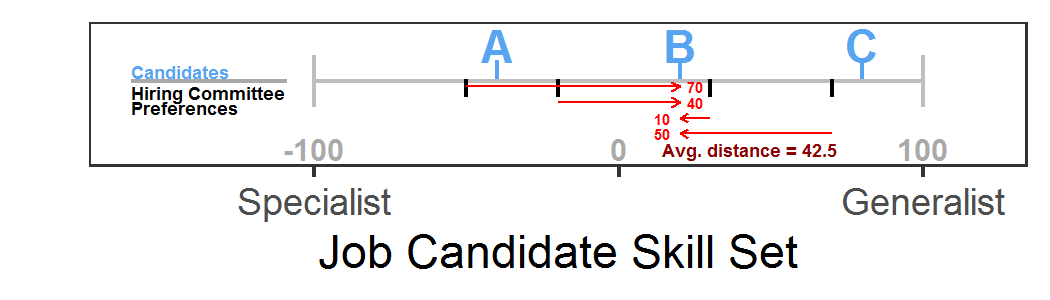 A B C
Candidates
Hiring Committee
Preferences
70
40
10
50
Avg. distance = 42.5
-100 0 100
Specialist Generalist
Job Candidate Skill Set